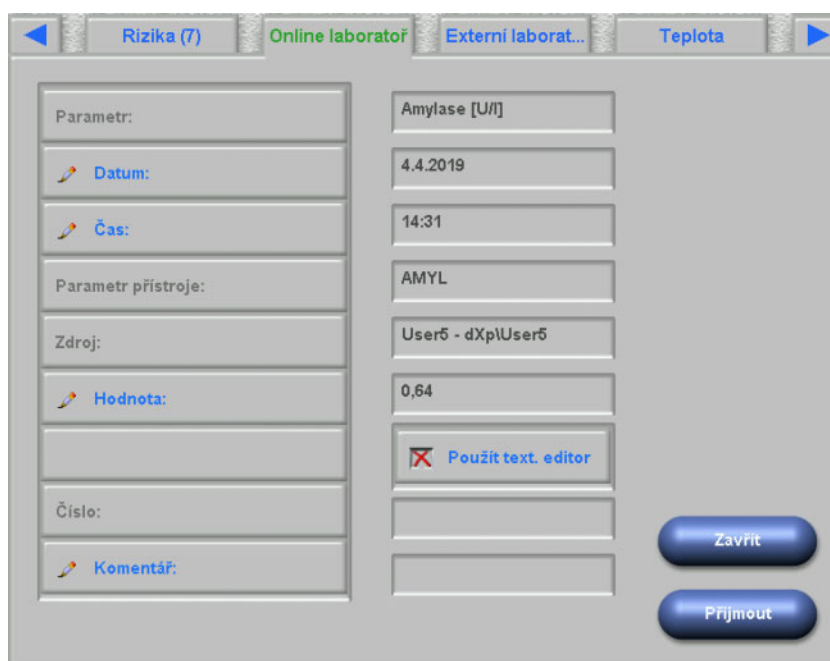 Rizika (7) Online laboratoř Externí laborat... Teplota
Parametr: Amylase [U/l]
Datum: 4.4.2019
Čas: 14:31
Parametr přístroje: AMYL
Zdroj: User5 - dXp\User5
Hodnota: 0,64
Použít text. editor
Číslo:
Zavřít
Komentář:
Příjmout